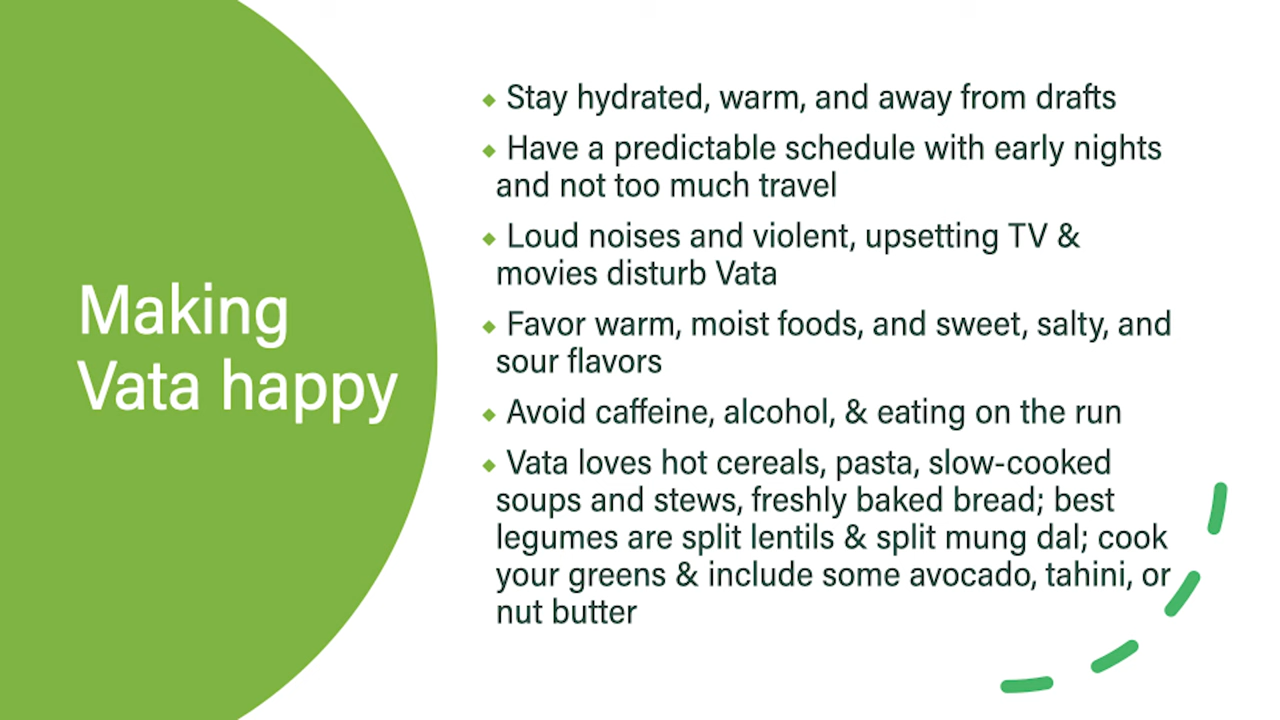 Making
Vata happy
Stay hydrated, warm, and away from drafts
Have a predictable schedule with early nights
and not too much travel
Loud noises and violent, upsetting TV &
movies disturb Vata
Favor warm, moist foods, and sweet, salty, and
sour flavors
Avoid caffeine, alcohol, & eating on the run
Vata loves hot cereals, pasta, slow-cooked
soups and stews, freshly baked bread; best
legumes are split lentils & split mung dal; cook
your greens & include some avocado, tahini, or
nut butter